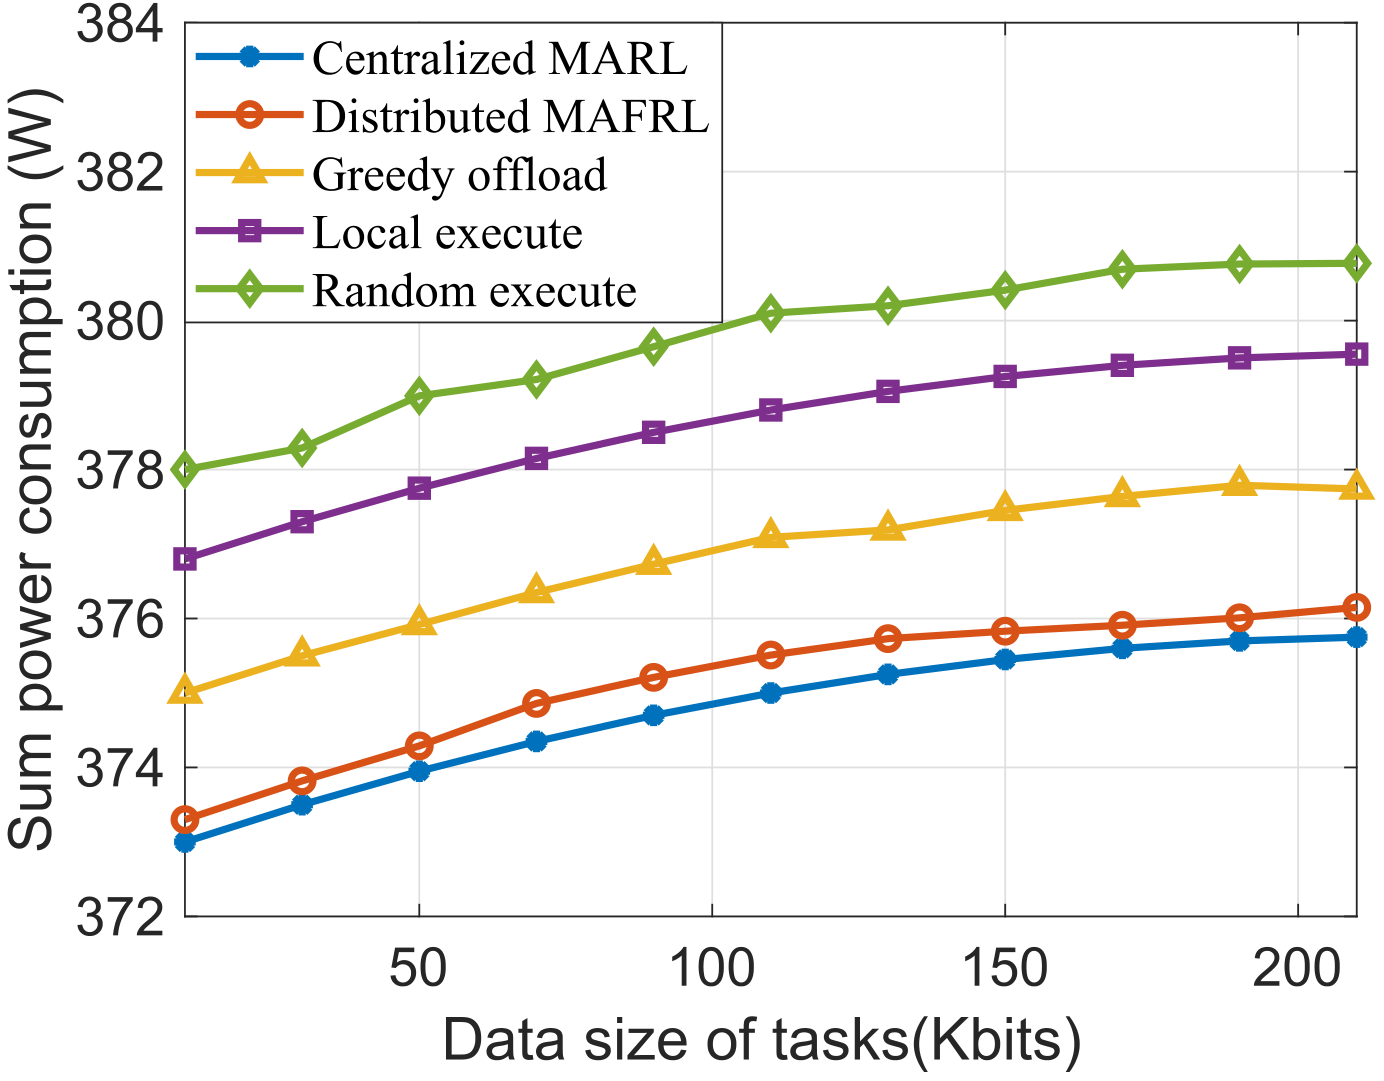 384
382
380
378
376
374
372
Sum power consumption (W)
Centralized MARL
Distributed MAFRL
Greedy offload
Local execute
Random execute
50 100 150 200
Data size of tasks(Kbits)